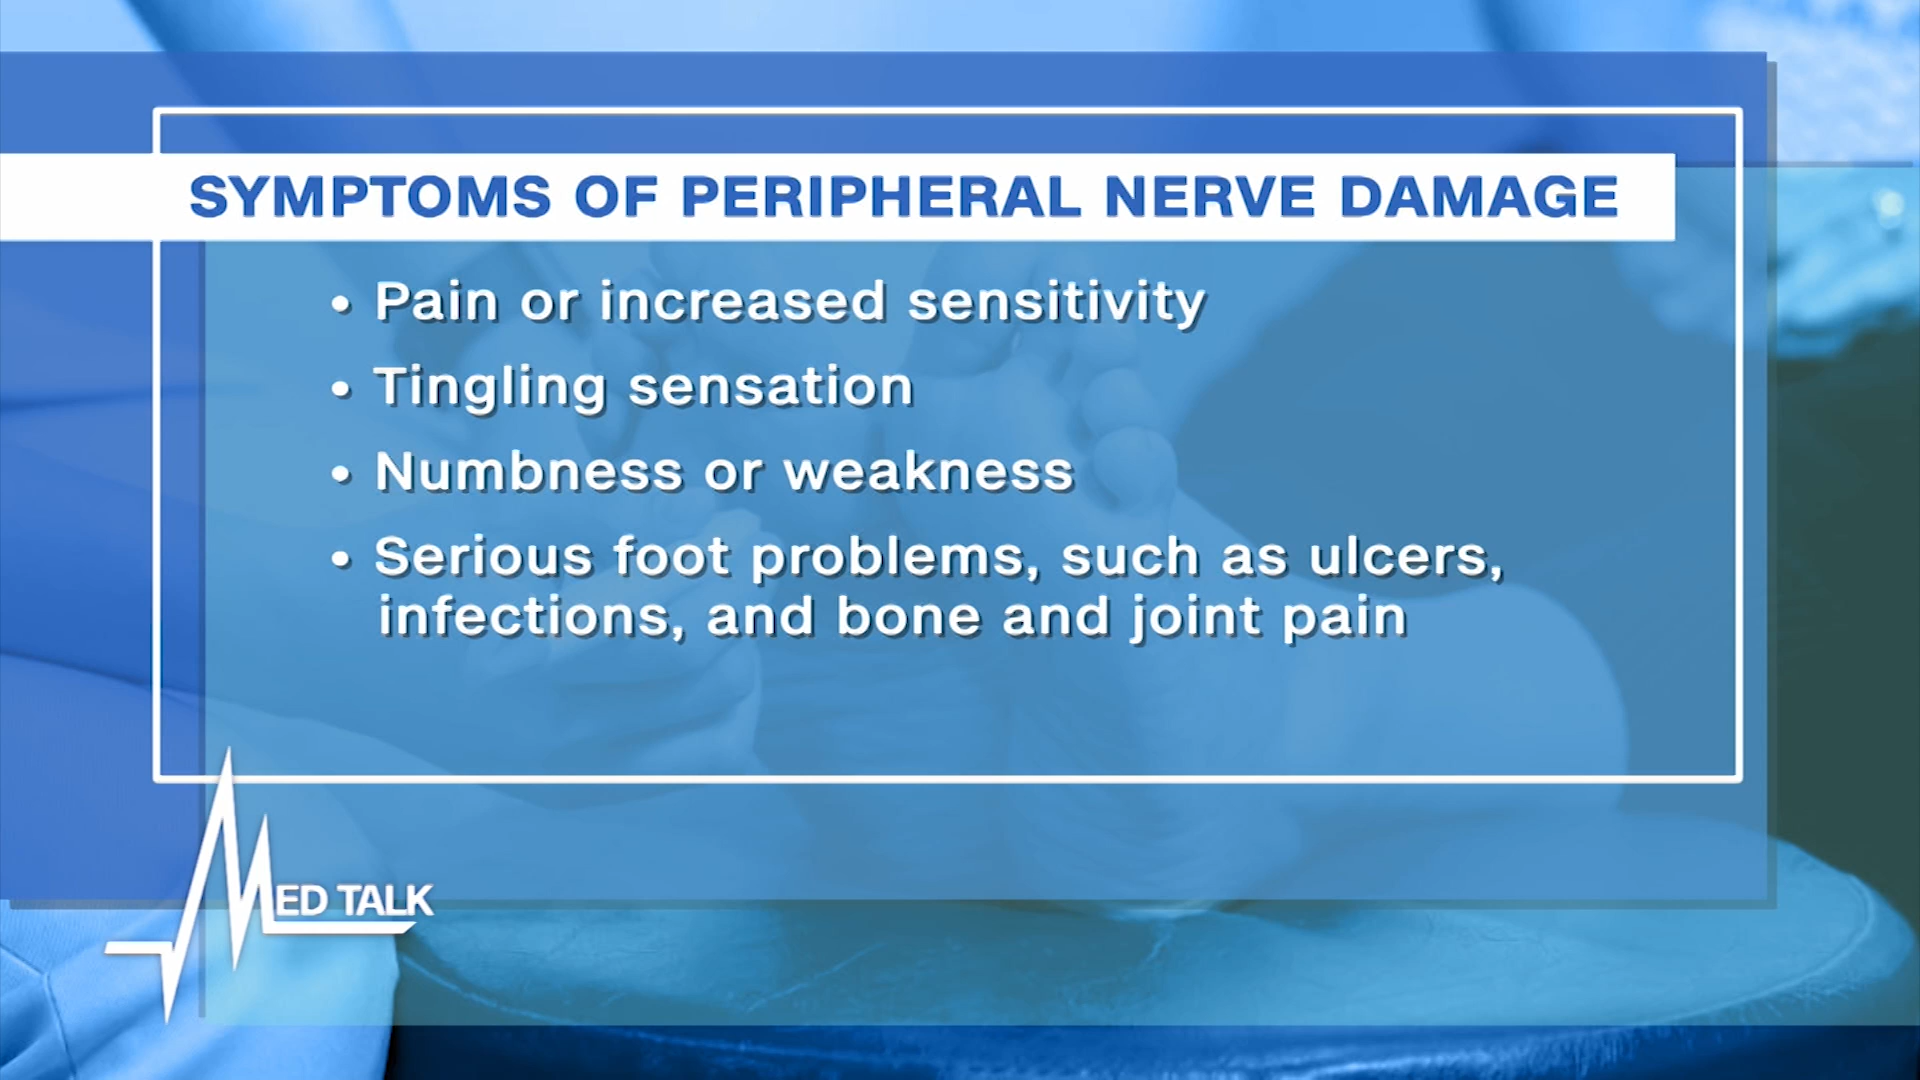 SYMPTOMS OF PERIPHERAL NERVE DAMAGE
• Pain or increased sensitivity
• Tingling sensation
• Numbness or weakness
• Serious foot problems, such as ulcers,
infections, and bone and joint pain
MED TALK